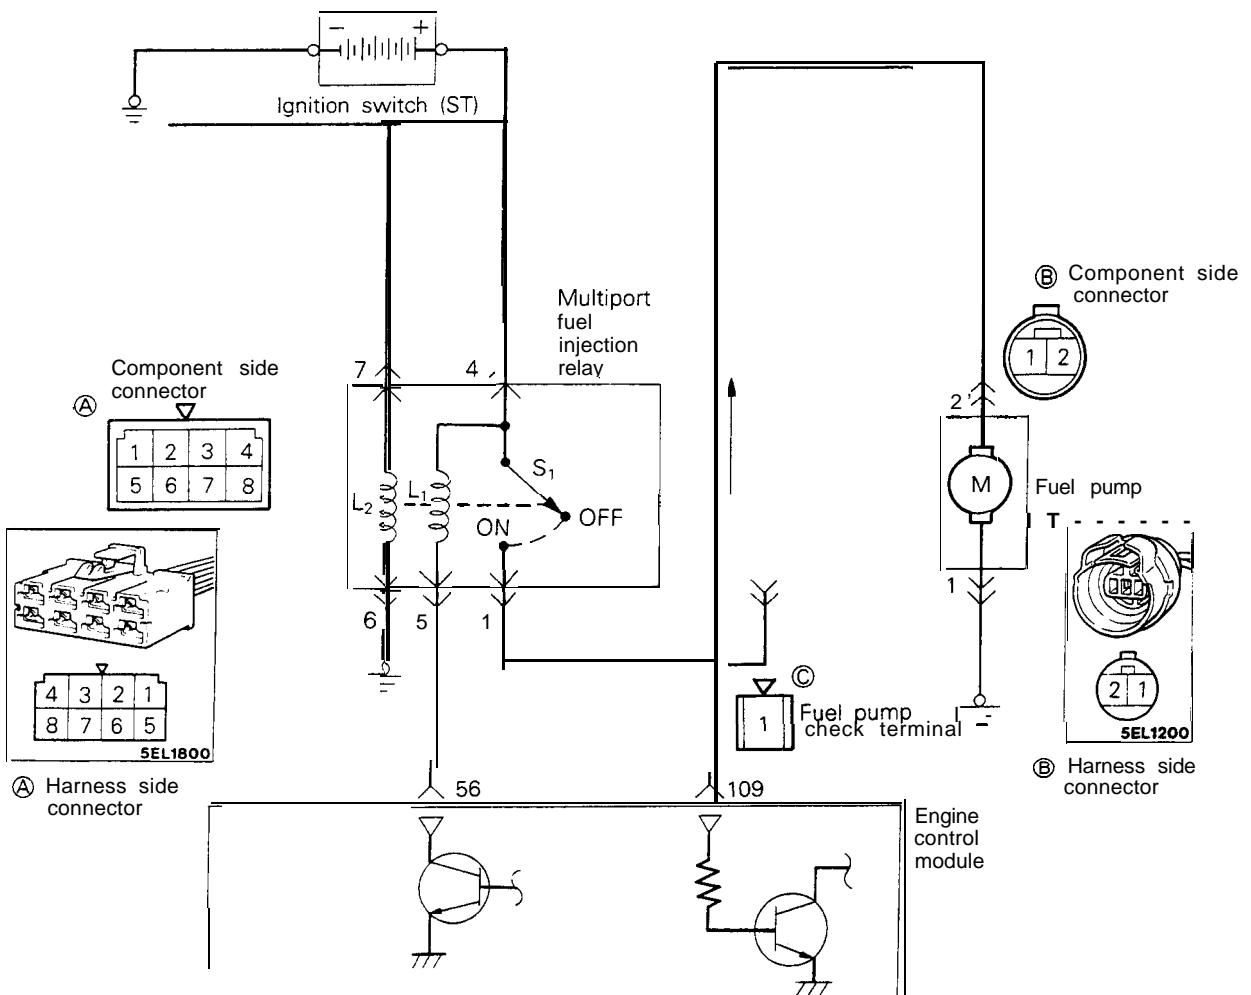 − +
Ignition switch (ST)
Multiport
fuel
injection
relay
7 4
Ⓑ Component side
connector
1 2
Component side
connector
Ⓐ
1 2 3 4
5 6 7 8
L₂ L₁ S₁
ON OFF
2
M
Fuel pump
T
1
6 5 1
4 3 2 1
8 7 6 5
5EL1800
Ⓐ Harness side
connector
Ⓒ
1
Fuel pump
check terminal
2 1
5EL1200
Ⓑ Harness side
connector
56 109
Engine
control
module